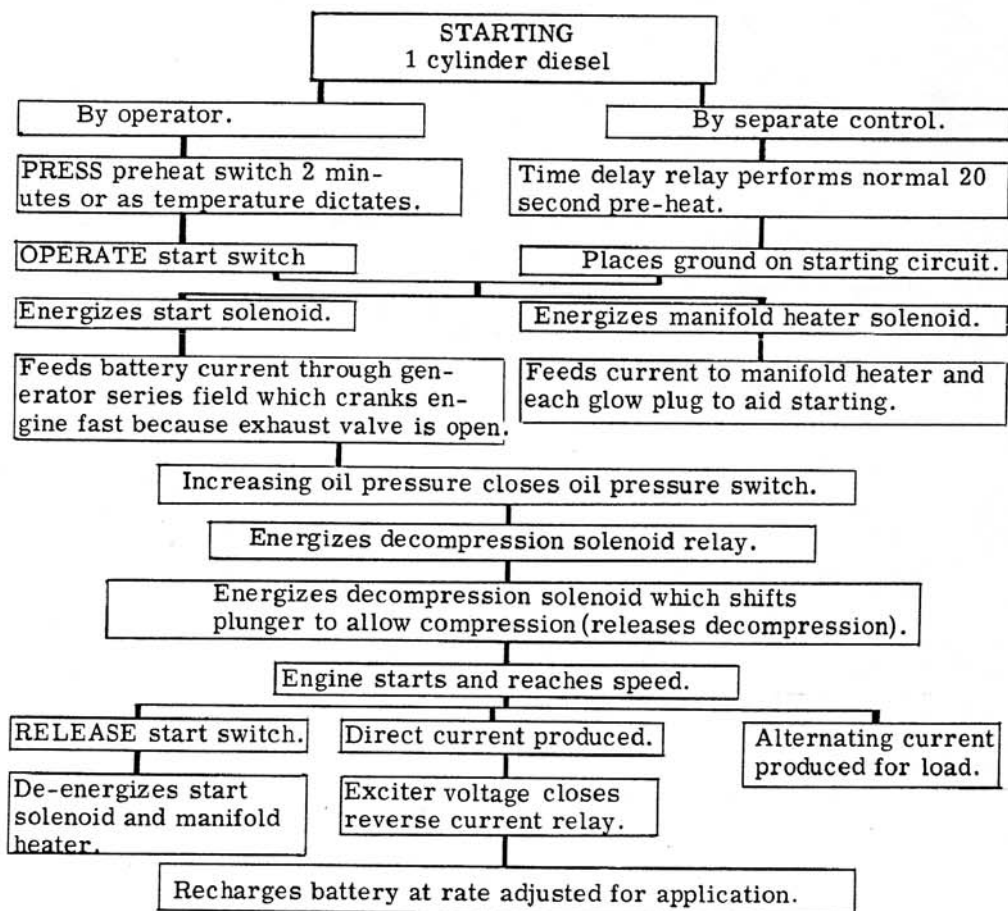 STARTING
1 cylinder diesel
By operator.
By separate control.
PRESS preheat switch 2 min-
utes or as temperature dictates.
Time delay relay performs normal 20
second pre-heat.
OPERATE start switch
Places ground on starting circuit.
Energizes start solenoid.
Energizes manifold heater solenoid.
Feeds battery current through gen-
erator series field which cranks en-
gine fast because exhaust valve is open.
Feeds current to manifold heater and
each glow plug to aid starting.
Increasing oil pressure closes oil pressure switch.
Energizes decompression solenoid relay.
Energizes decompression solenoid which shifts
plunger to allow compression (releases decompression).
Engine starts and reaches speed.
RELEASE start switch.
Direct current produced.
Alternating current
produced for load.
De-energizes start
solenoid and manifold
heater.
Exciter voltage closes
reverse current relay.
Recharges battery at rate adjusted for application.